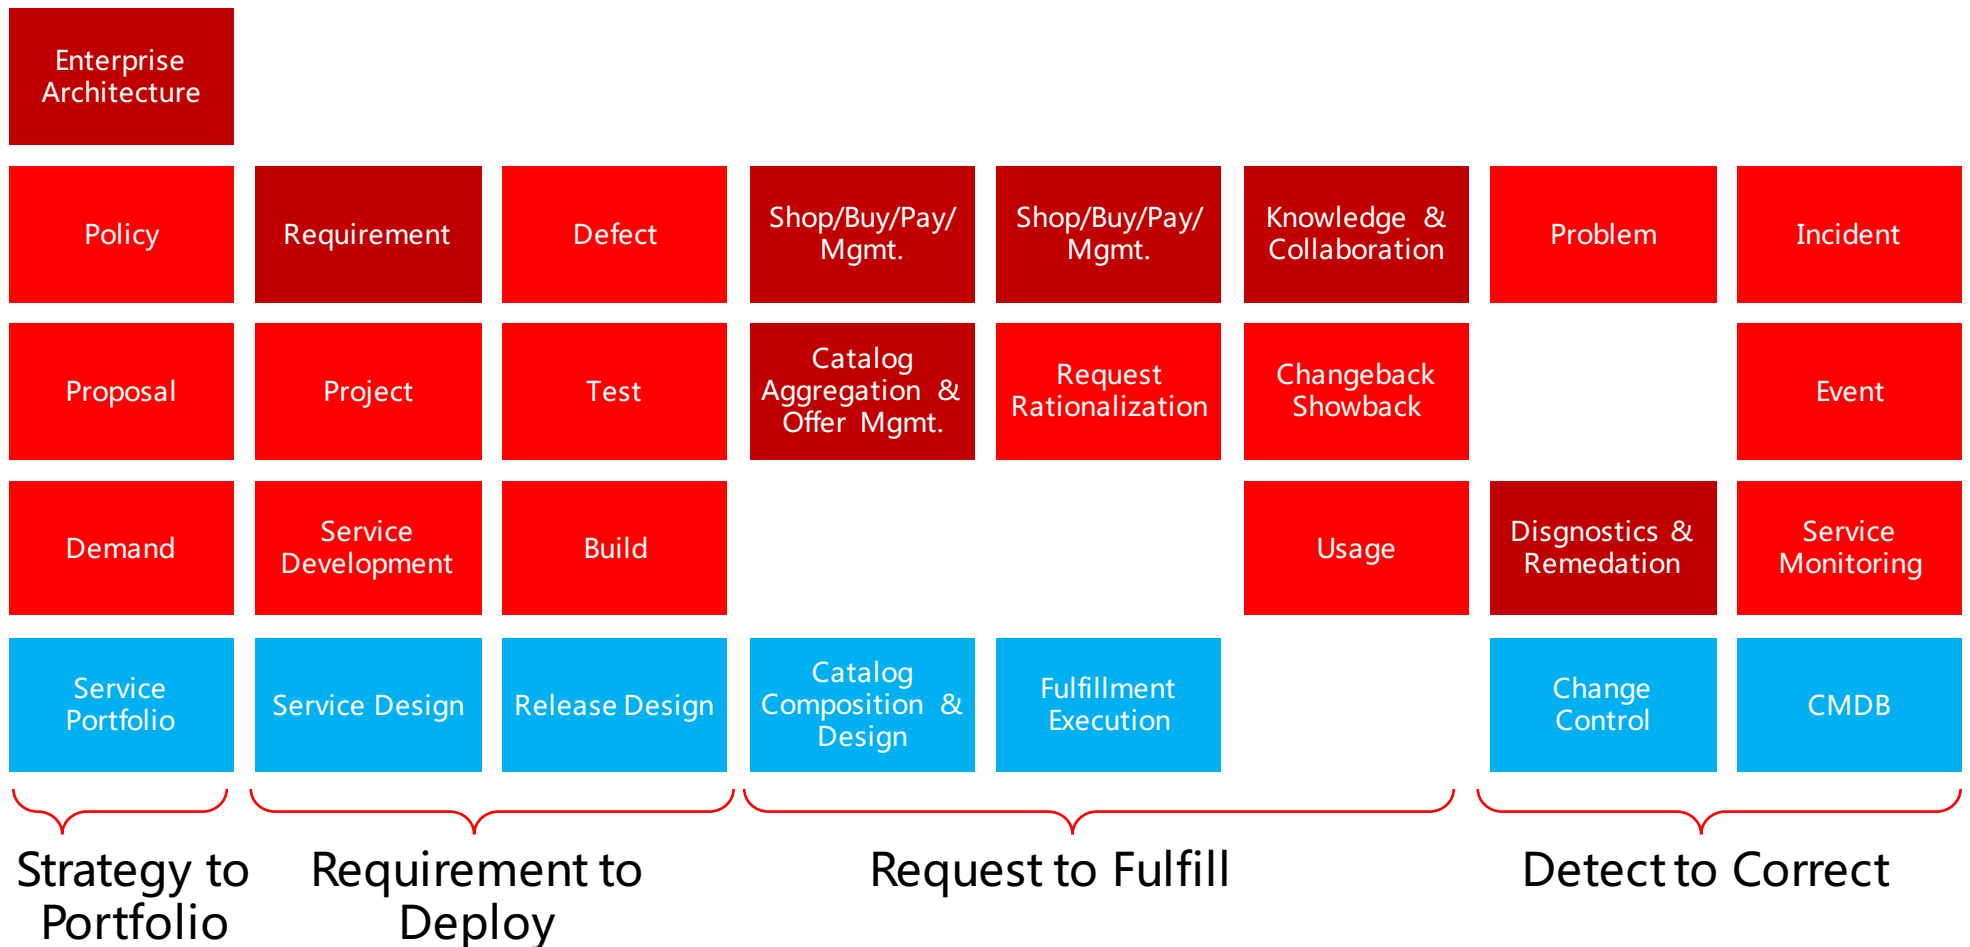 Enterprise
Architecture
Policy
Requirement
Defect
Shop/Buy/Pay/
Mgmt.
Shop/Buy/Pay/
Mgmt.
Knowledge &
Collaboration
Problem
Incident
Proposal
Project
Test
Catalog
Aggregation &
Offer Mgmt.
Request
Rationalization
Changeback
Showback
Event
Demand
Service
Development
Build
Usage
Disgnostics &
Remedation
Service
Monitoring
Service
Portfolio
Service Design
Release Design
Catalog
Composition &
Design
Fulfillment
Execution
Change
Control
CMDB
Strategy to
Portfolio
Requirement to
Deploy
Request to Fulfill
Detect to Correct